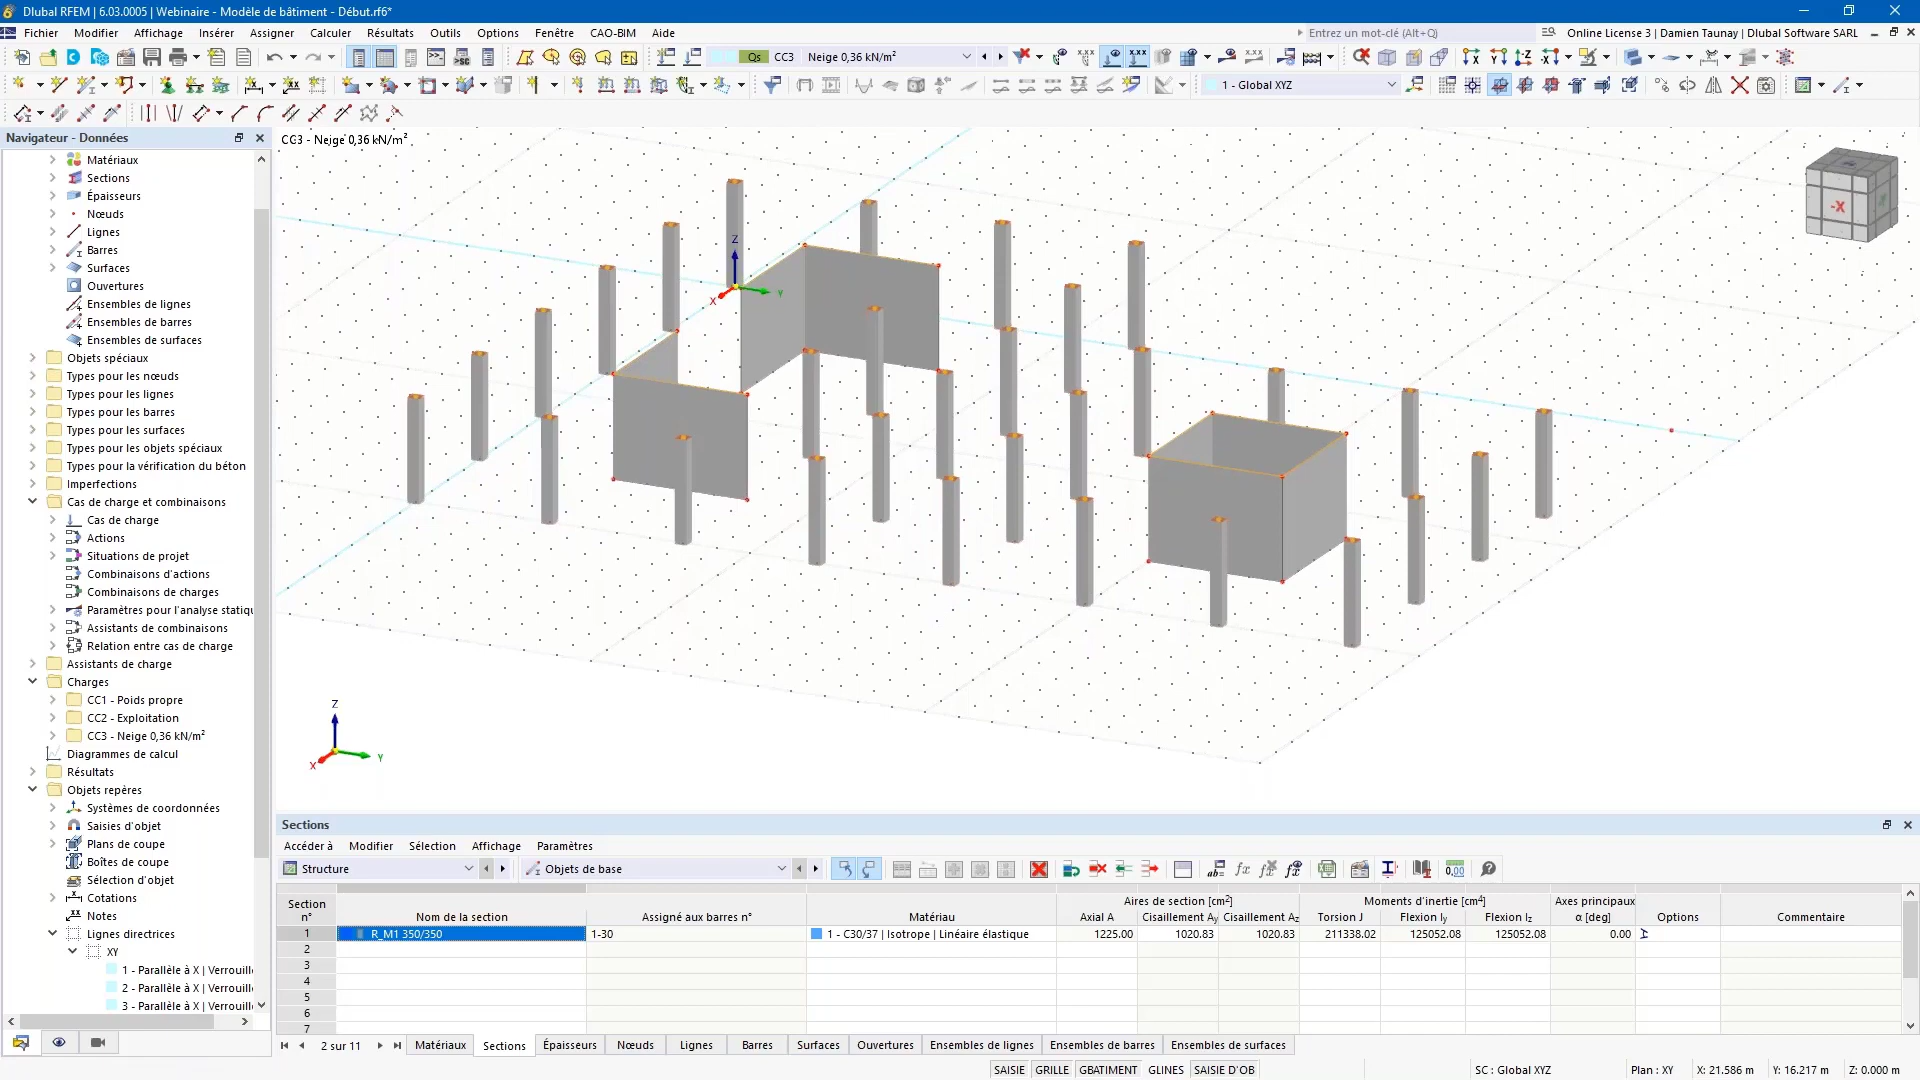 Dlubal RFEM | 6.03.0005 | Webinaire - Modèle de bâtiment - Début.rf6*
Fichier Modifier Affichage Insérer Assigner Calculer Résultats Outils Options Fenêtre CAO-BIM Aide
Entrez un mot-clé (Alt+Q)
Online License 3 | Damien Taunay | Dlubal Software SARL
Qs CC3 Neige 0,36 kN/m²
1 - Global XYZ
Navigateur - Données
Matériaux
Sections
Épaisseurs
Nœuds
Lignes
Barres
Surfaces
Ouvertures
Ensembles de lignes
Ensembles de barres
Ensembles de surfaces
Objets spéciaux
Types pour les nœuds
Types pour les lignes
Types pour les barres
Types pour les surfaces
Types pour les objets spéciaux
Types pour la vérification du béton
Imperfections
Cas de charge et combinaisons
Cas de charge
Actions
Situations de projet
Combinaisons d'actions
Combinaisons de charges
Paramètres pour l'analyse statiqu
Assistants de combinaisons
Relation entre cas de charge
Assistants de charge
Charges
CC1 - Poids propre
CC2 - Exploitation
CC3 - Neige 0,36 kN/m²
Diagrammes de calcul
Résultats
Objets repères
Systèmes de coordonnées
Saisies d'objet
Plans de coupe
Boîtes de coupe
Sélection d'objet
Cotations
Notes
Lignes directrices
XY
1 - Parallèle à X | Verrouillé
2 - Parallèle à X | Verrouillé
3 - Parallèle à X | Verrouillé
CC3 - Neige 0,36 kN/m²
Z
X
Y
-X
Z
X
Y
Sections
Accéder à Modifier Sélection Affichage Paramètres
Structure
Objets de base
Section n°
Nom de la section
Assigné aux barres n°
Matériau
Aires de section [cm²]
Axial A Cisaillement Ay Cisaillement Az
Moments d'inertie [cm⁴]
Torsion J Flexion Iy Flexion Iz
Axes principaux
α [deg]
Options
Commentaire
1 R_M1 350/350 1-30 1 - C30/37 | Isotrope | Linéaire élastique 1225.00 1020.83 1020.83 211338.02 125052.08 125052.08 0.00
2
3
4
5
6
7
2 sur 11 Matériaux Sections Épaisseurs Nœuds Lignes Barres Surfaces Ouvertures Ensembles de lignes Ensembles de barres Ensembles de surfaces
SAISIE GRILLE GBATIMENT GLINES SAISIE D'OB SC : Global XYZ Plan : XY X: 21.586 m Y: 16.217 m Z: 0.000 m